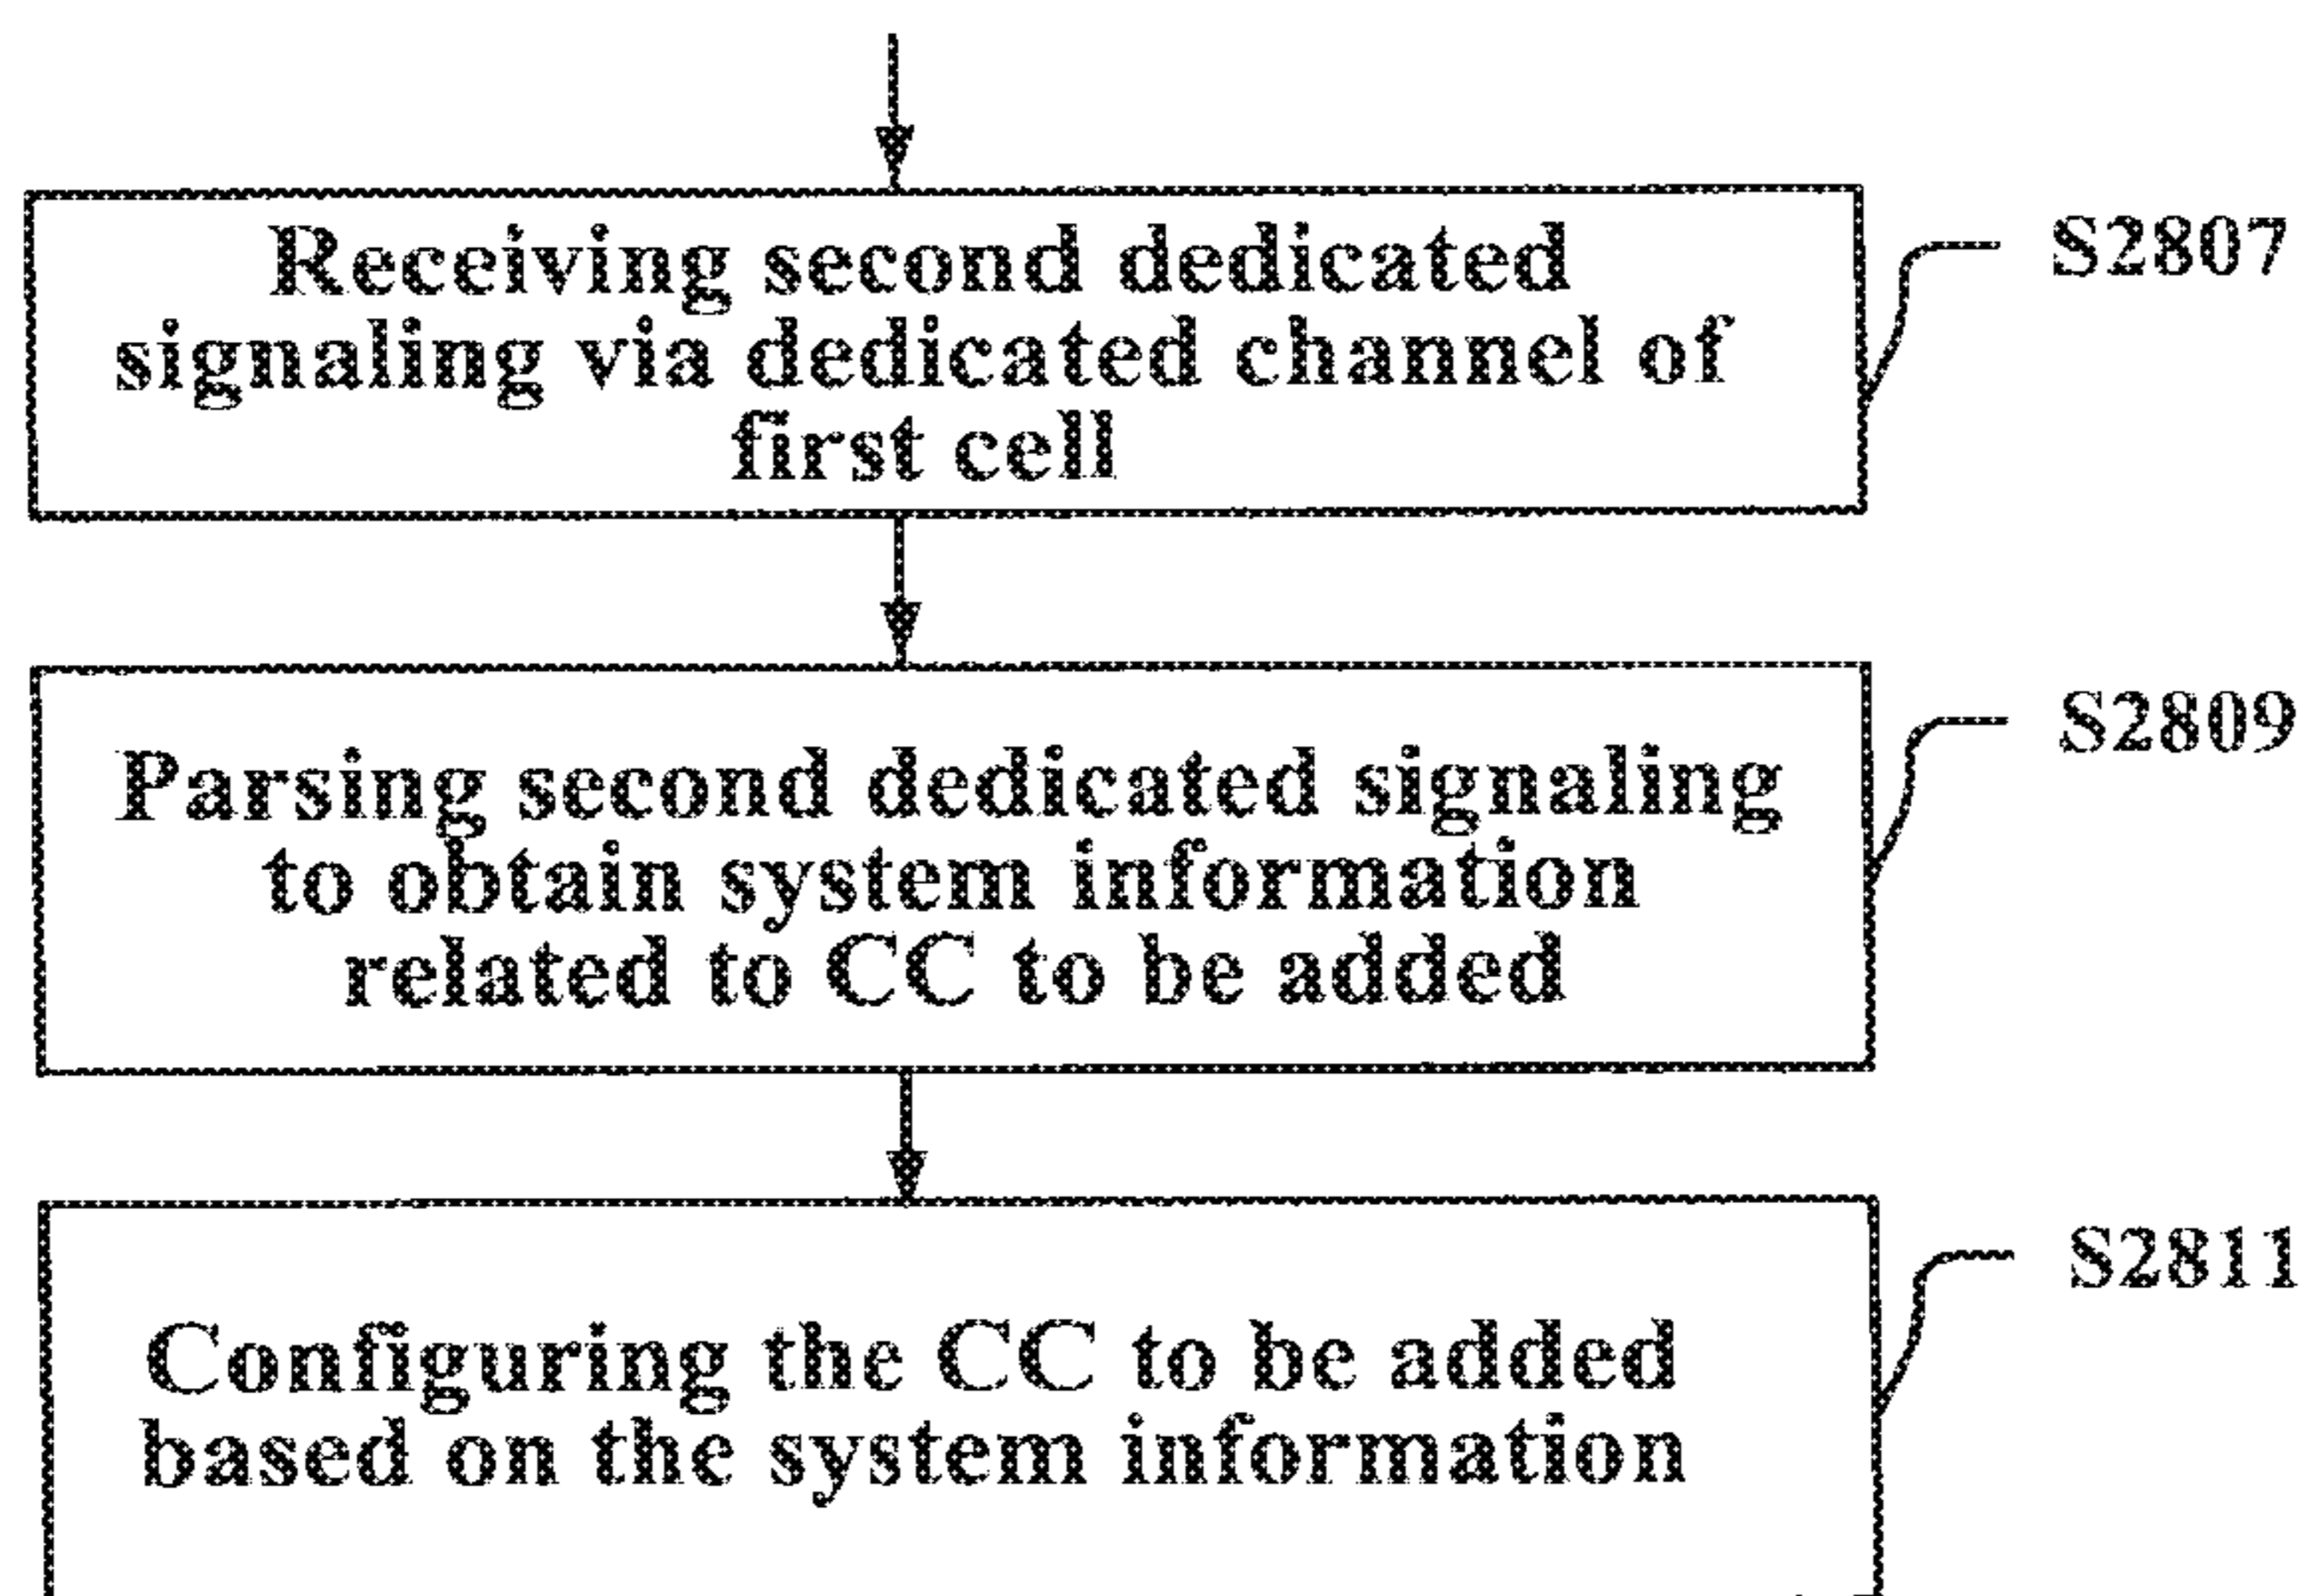 Receiving second dedicated
signaling via dedicated channel of
first cell
S2807
Parsing second dedicated signaling
to obtain system information
related to CC to be added
S2809
Configuring the CC to be added
based on the system information
S2811